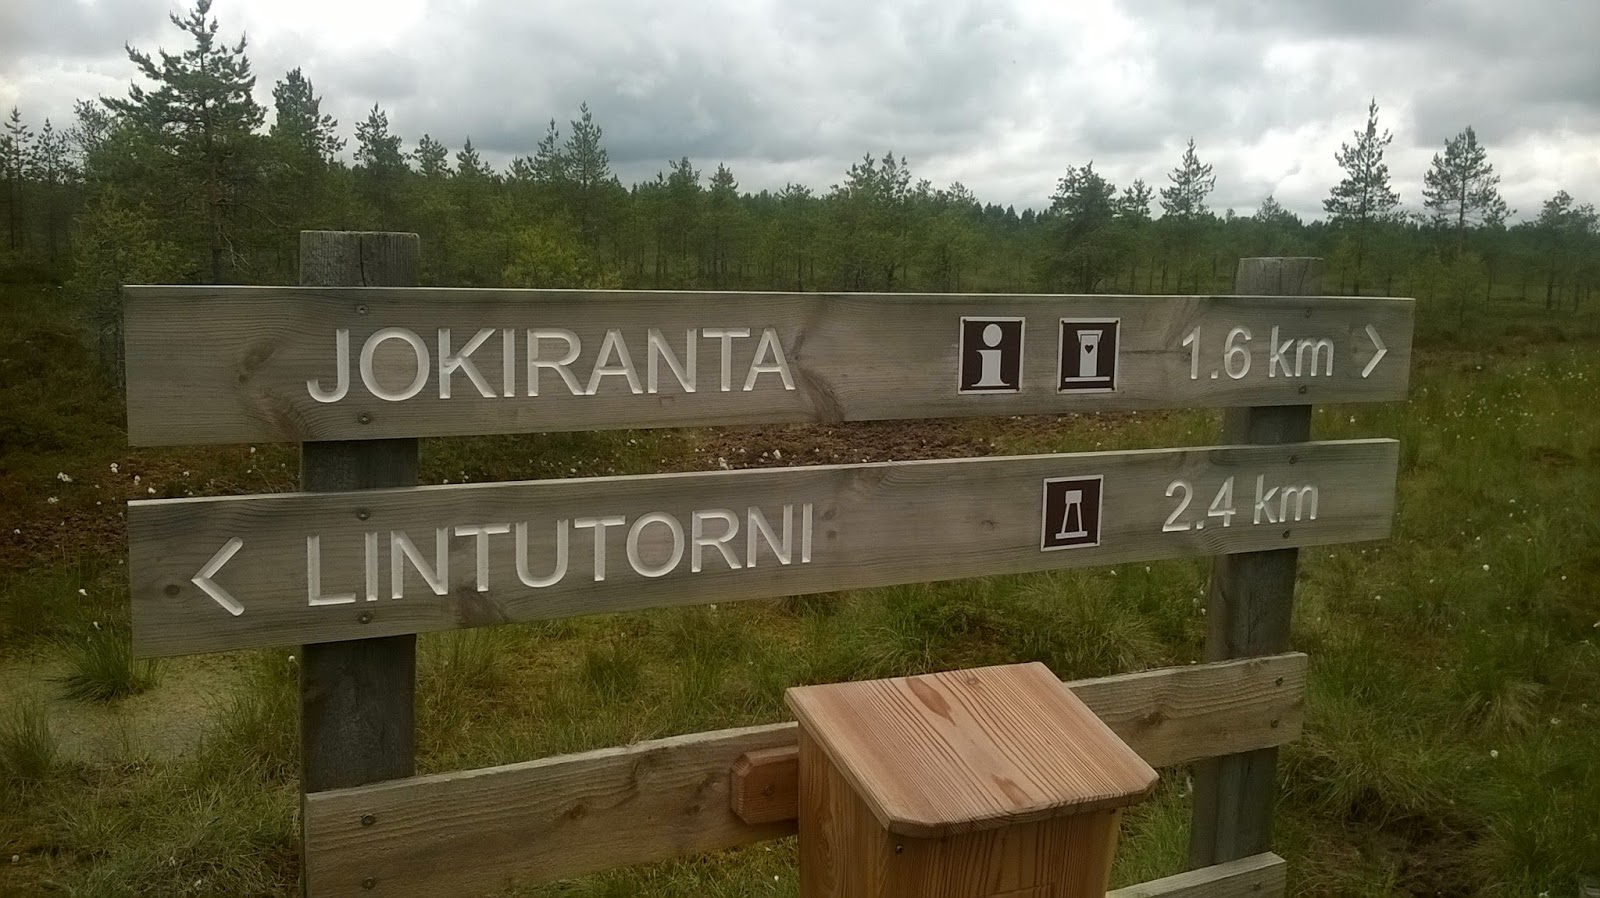 JOKIRANTA 1.6 km >
< LINTUTORNI 2.4 km